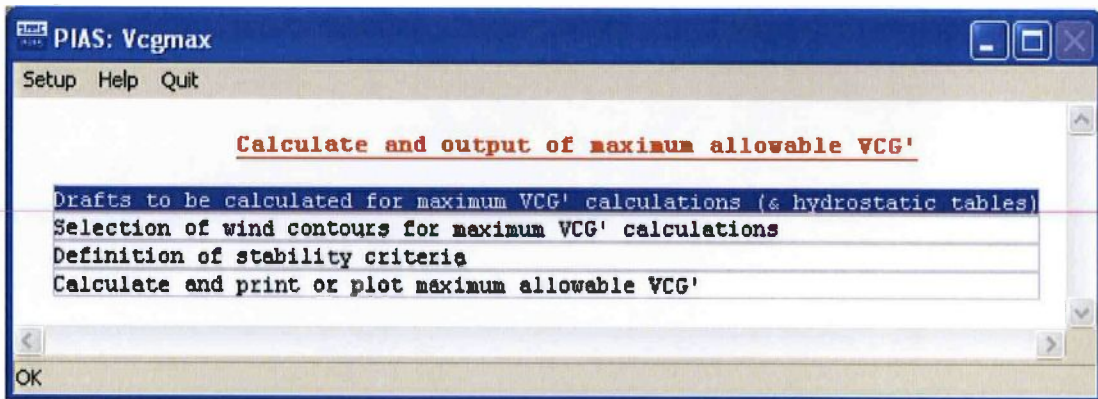 PIAS: Vcgmax
Setup Help Quit
Calculate and output of maximum allowable VCG'
Drafts to be calculated for maximum VCG' calculations (& hydrostatic tables)
Selection of wind contours for maximum VCG' calculations
Definition of stability criteria
Calculate and print or plot maximum allowable VCG'
OK